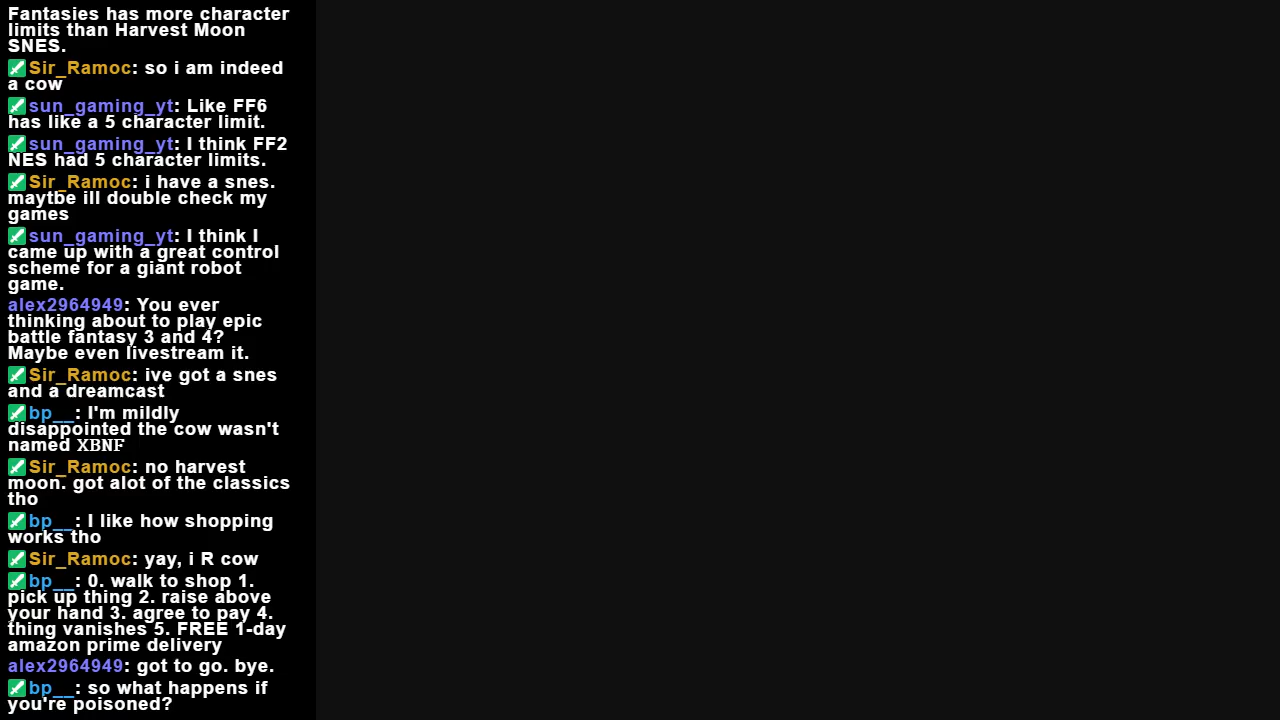 Fantasies has more character
limits than Harvest Moon
SNES.
Sir_Ramoc: so i am indeed
a cow
sun_gaming_yt: Like FF6
has like a 5 character limit.
sun_gaming_yt: I think FF2
NES had 5 character limits.
Sir_Ramoc: i have a snes.
maytbe ill double check my
games
sun_gaming_yt: I think I
came up with a great control
scheme for a giant robot
game.
alex2964949: You ever
thinking about to play epic
battle fantasy 3 and 4?
Maybe even livestream it.
Sir_Ramoc: ive got a snes
and a dreamcast
bp__: I'm mildly
disappointed the cow wasn't
named XBNF
Sir_Ramoc: no harvest
moon. got alot of the classics
tho
bp__: I like how shopping
works tho
Sir_Ramoc: yay, i R cow
bp__: 0. walk to shop 1.
pick up thing 2. raise above
your hand 3. agree to pay 4.
thing vanishes 5. FREE 1-day
amazon prime delivery
alex2964949: got to go. bye.
bp__: so what happens if
you're poisoned?